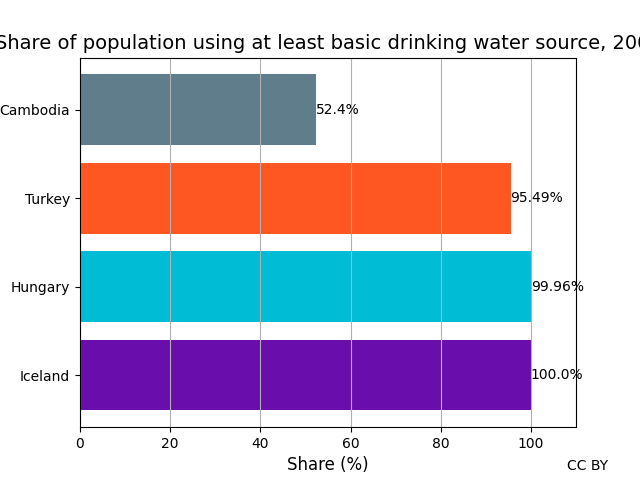 Share of population using at least basic drinking water source,
Cambodia
52.4%
Turkey
95.49%
Hungary
99.96%
Iceland
100.0%
0 20 40 60 80 100
Share (%)
CC BY